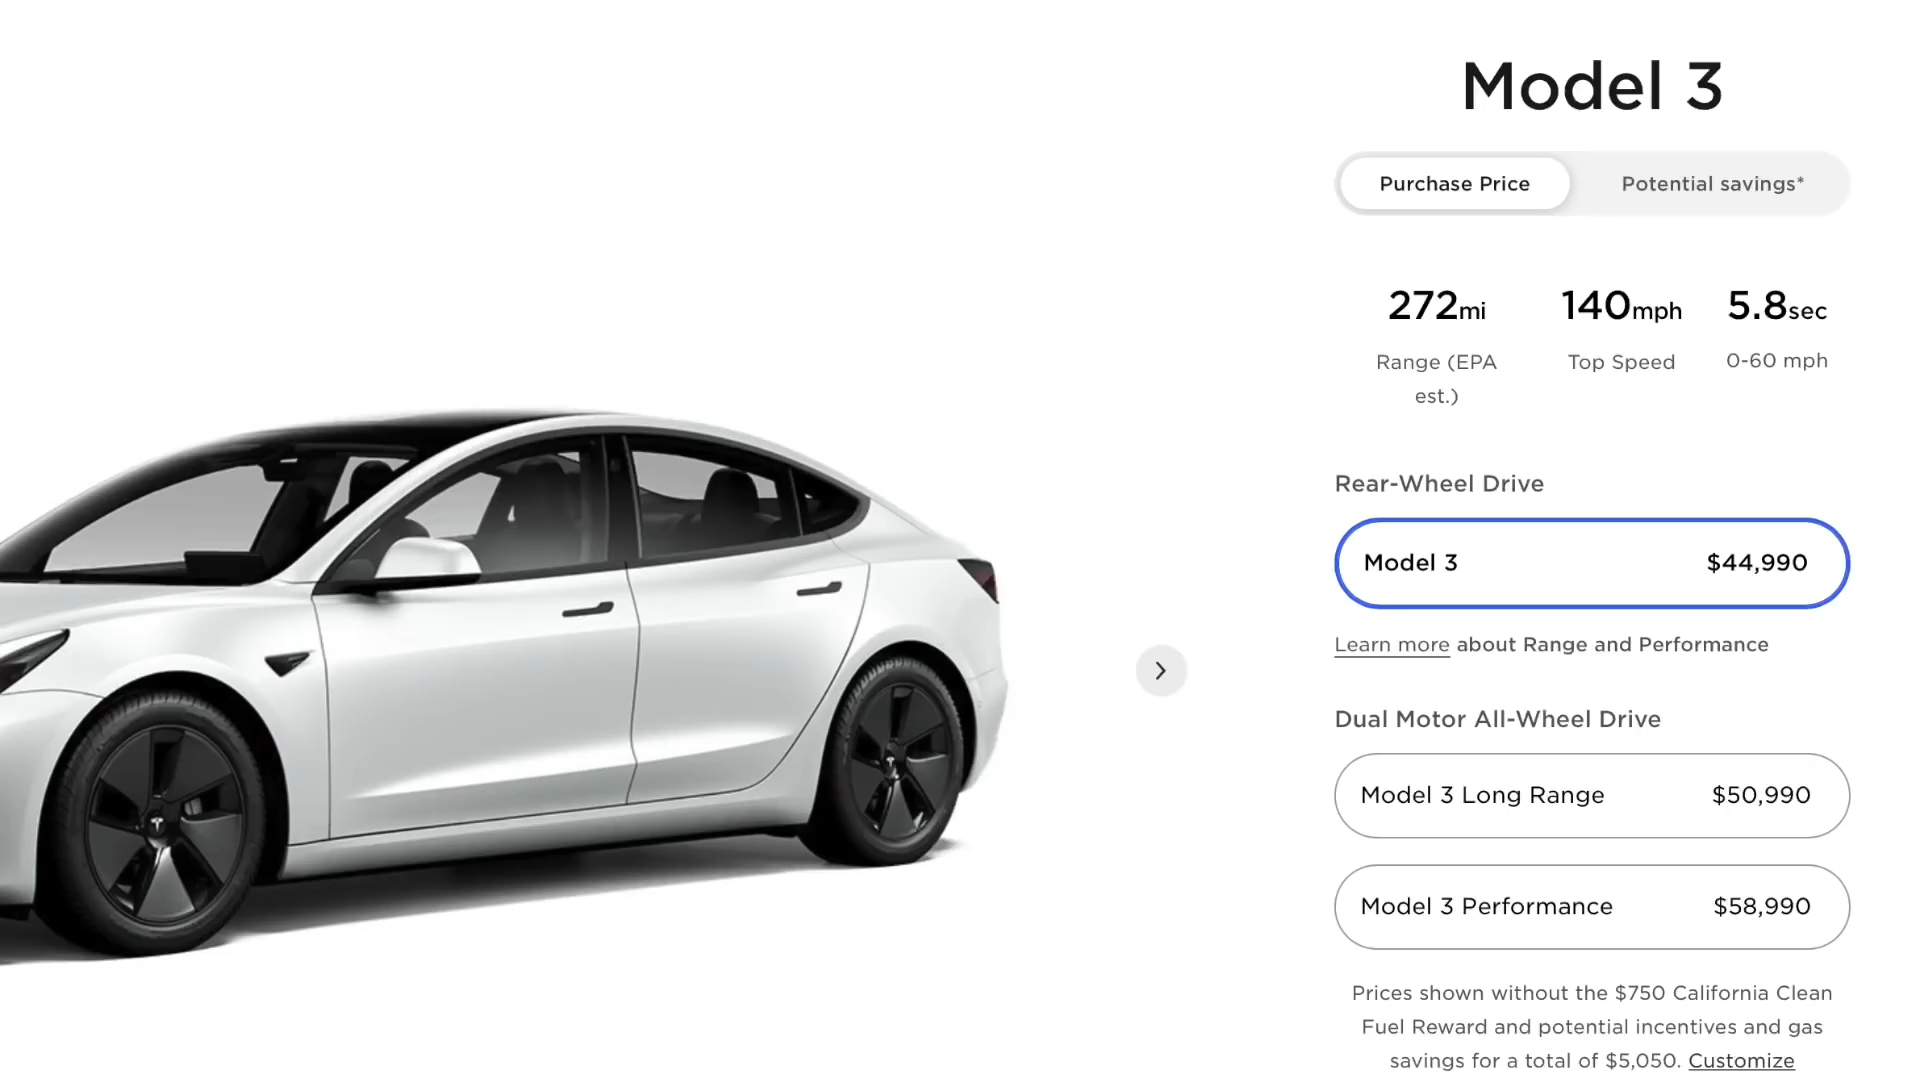 Model 3
Purchase Price
Potential savings*
272mi
140mph
5.8sec
Range (EPA
est.)
Top Speed
0-60 mph
Rear-Wheel Drive
Model 3
$44,990
Learn more about Range and Performance
Dual Motor All-Wheel Drive
Model 3 Long Range
$50,990
Model 3 Performance
$58,990
Prices shown without the $750 California Clean
Fuel Reward and potential incentives and gas
savings for a total of $5,050. Customize